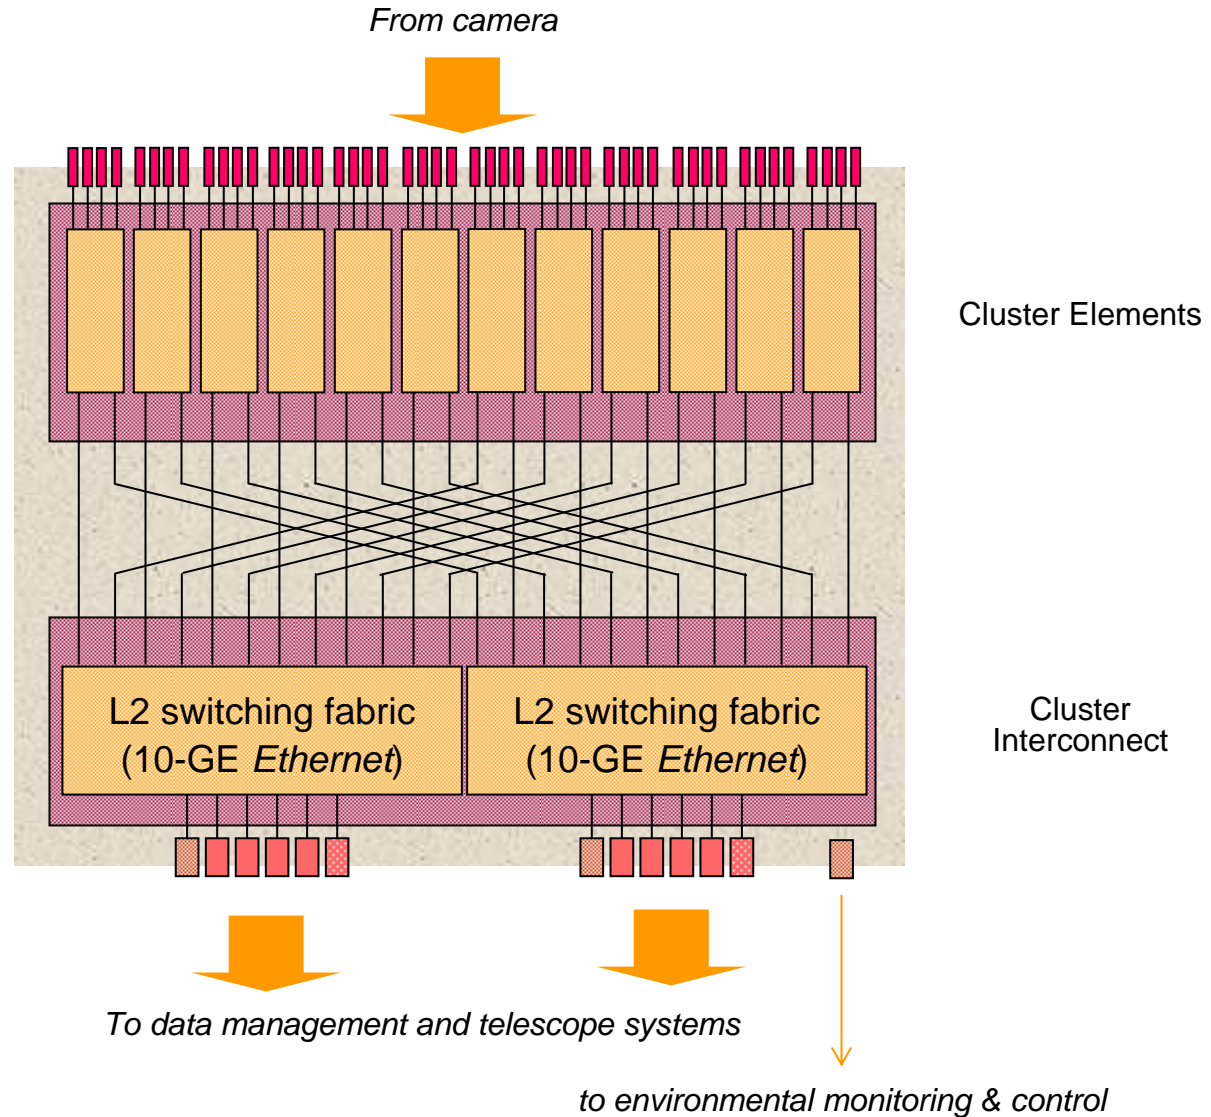 From camera
Cluster Elements
L2 switching fabric
(10-GE Ethernet)
L2 switching fabric
(10-GE Ethernet)
Cluster
Interconnect
To data management and telescope systems
to environmental monitoring & control